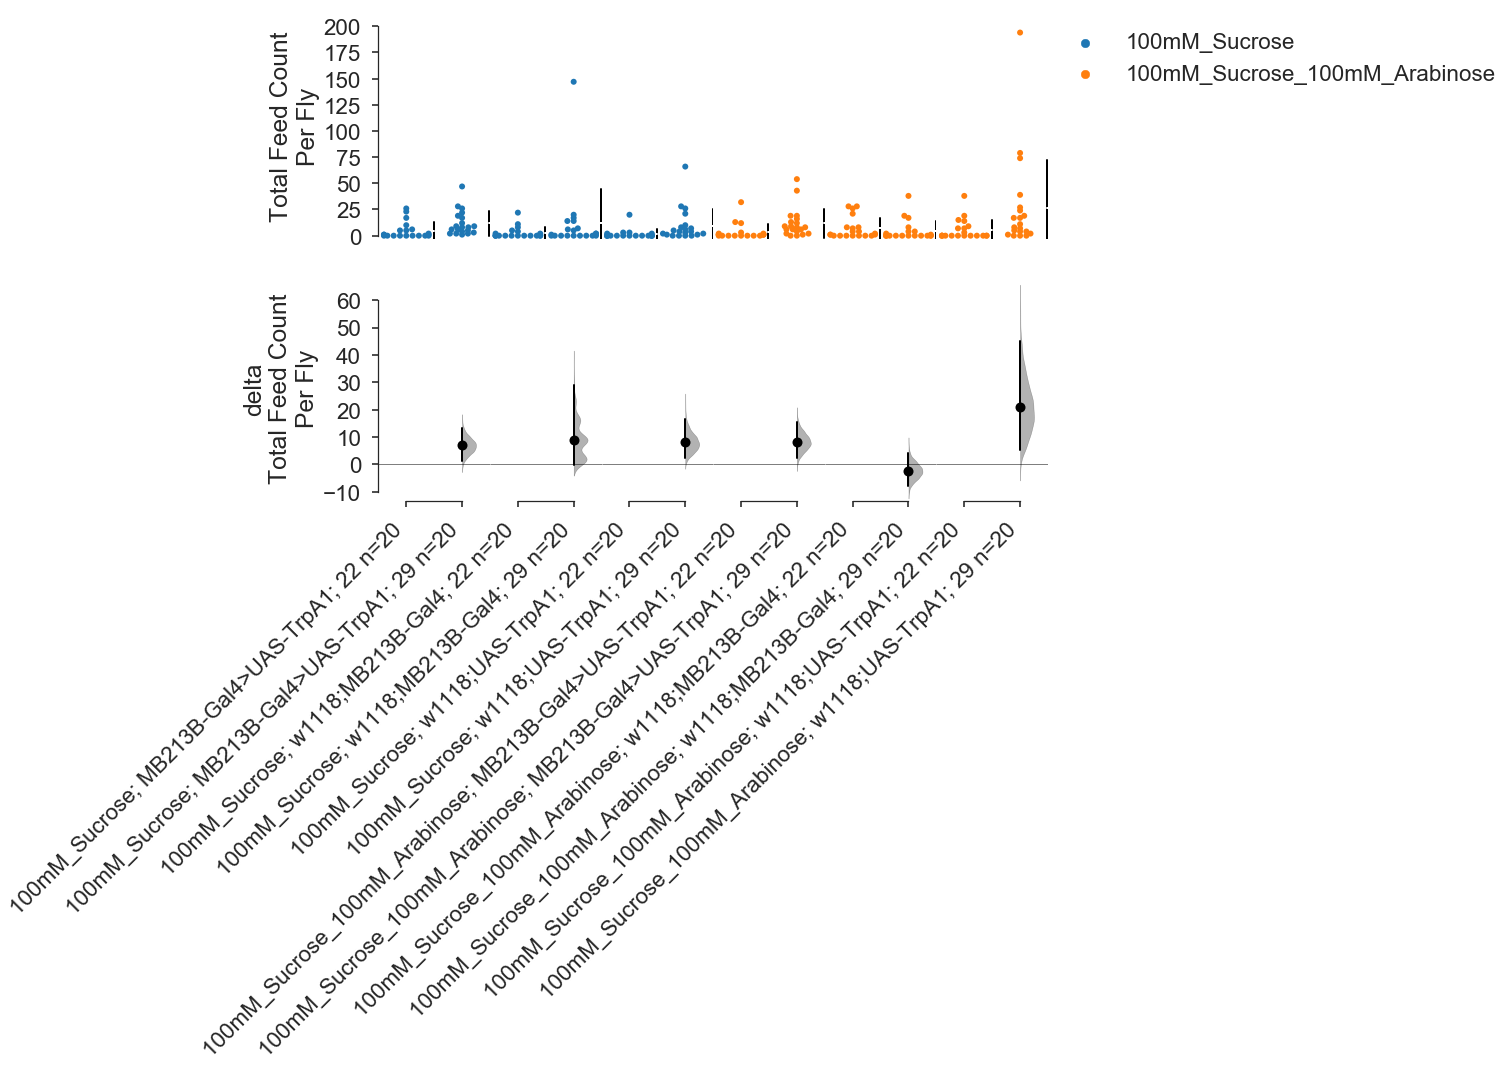 200
175
150
125
100
75
50
25
0
Total Feed Count
Per Fly
100mM_Sucrose
100mM_Sucrose_100mM_Arabinose
60
50
40
30
20
10
0
−10
delta
Total Feed Count
Per Fly
100mM_Sucrose; MB213B-Gal4>UAS-TrpA1; 22 n=20
100mM_Sucrose; MB213B-Gal4>UAS-TrpA1; 29 n=20
100mM_Sucrose; w1118;MB213B-Gal4; 22 n=20
100mM_Sucrose; w1118;MB213B-Gal4; 29 n=20
100mM_Sucrose; w1118;UAS-TrpA1; 22 n=20
100mM_Sucrose; w1118;UAS-TrpA1; 29 n=20
100mM_Sucrose_100mM_Arabinose; MB213B-Gal4>UAS-TrpA1; 22 n=20
100mM_Sucrose_100mM_Arabinose; MB213B-Gal4>UAS-TrpA1; 29 n=20
100mM_Sucrose_100mM_Arabinose; w1118;MB213B-Gal4; 22 n=20
100mM_Sucrose_100mM_Arabinose; w1118;MB213B-Gal4; 29 n=20
100mM_Sucrose_100mM_Arabinose; w1118;UAS-TrpA1; 22 n=20
100mM_Sucrose_100mM_Arabinose; w1118;UAS-TrpA1; 29 n=20